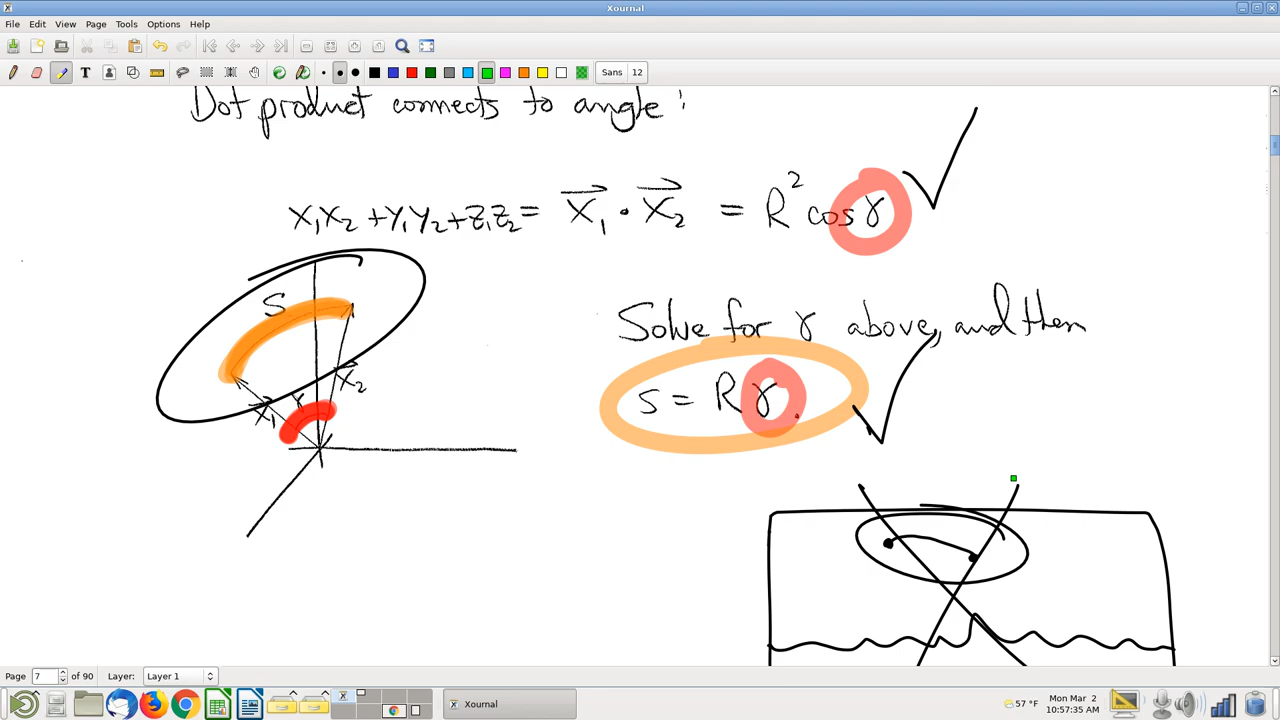 Xournal
File Edit View Page Tools Options Help
T Sans 12
Dot product connects to angle:
x₁x₂ + y₁y₂ + z₁z₂ = x⃗₁ · x⃗₂ = R² cos γ
S
Solve for γ above, and then
s = Rγ.
x⃗₂
γ
x⃗₁
Page 7 of 90 Layer: Layer 1
Xournal 57 °F Mon Mar 2
10:57:35 AM